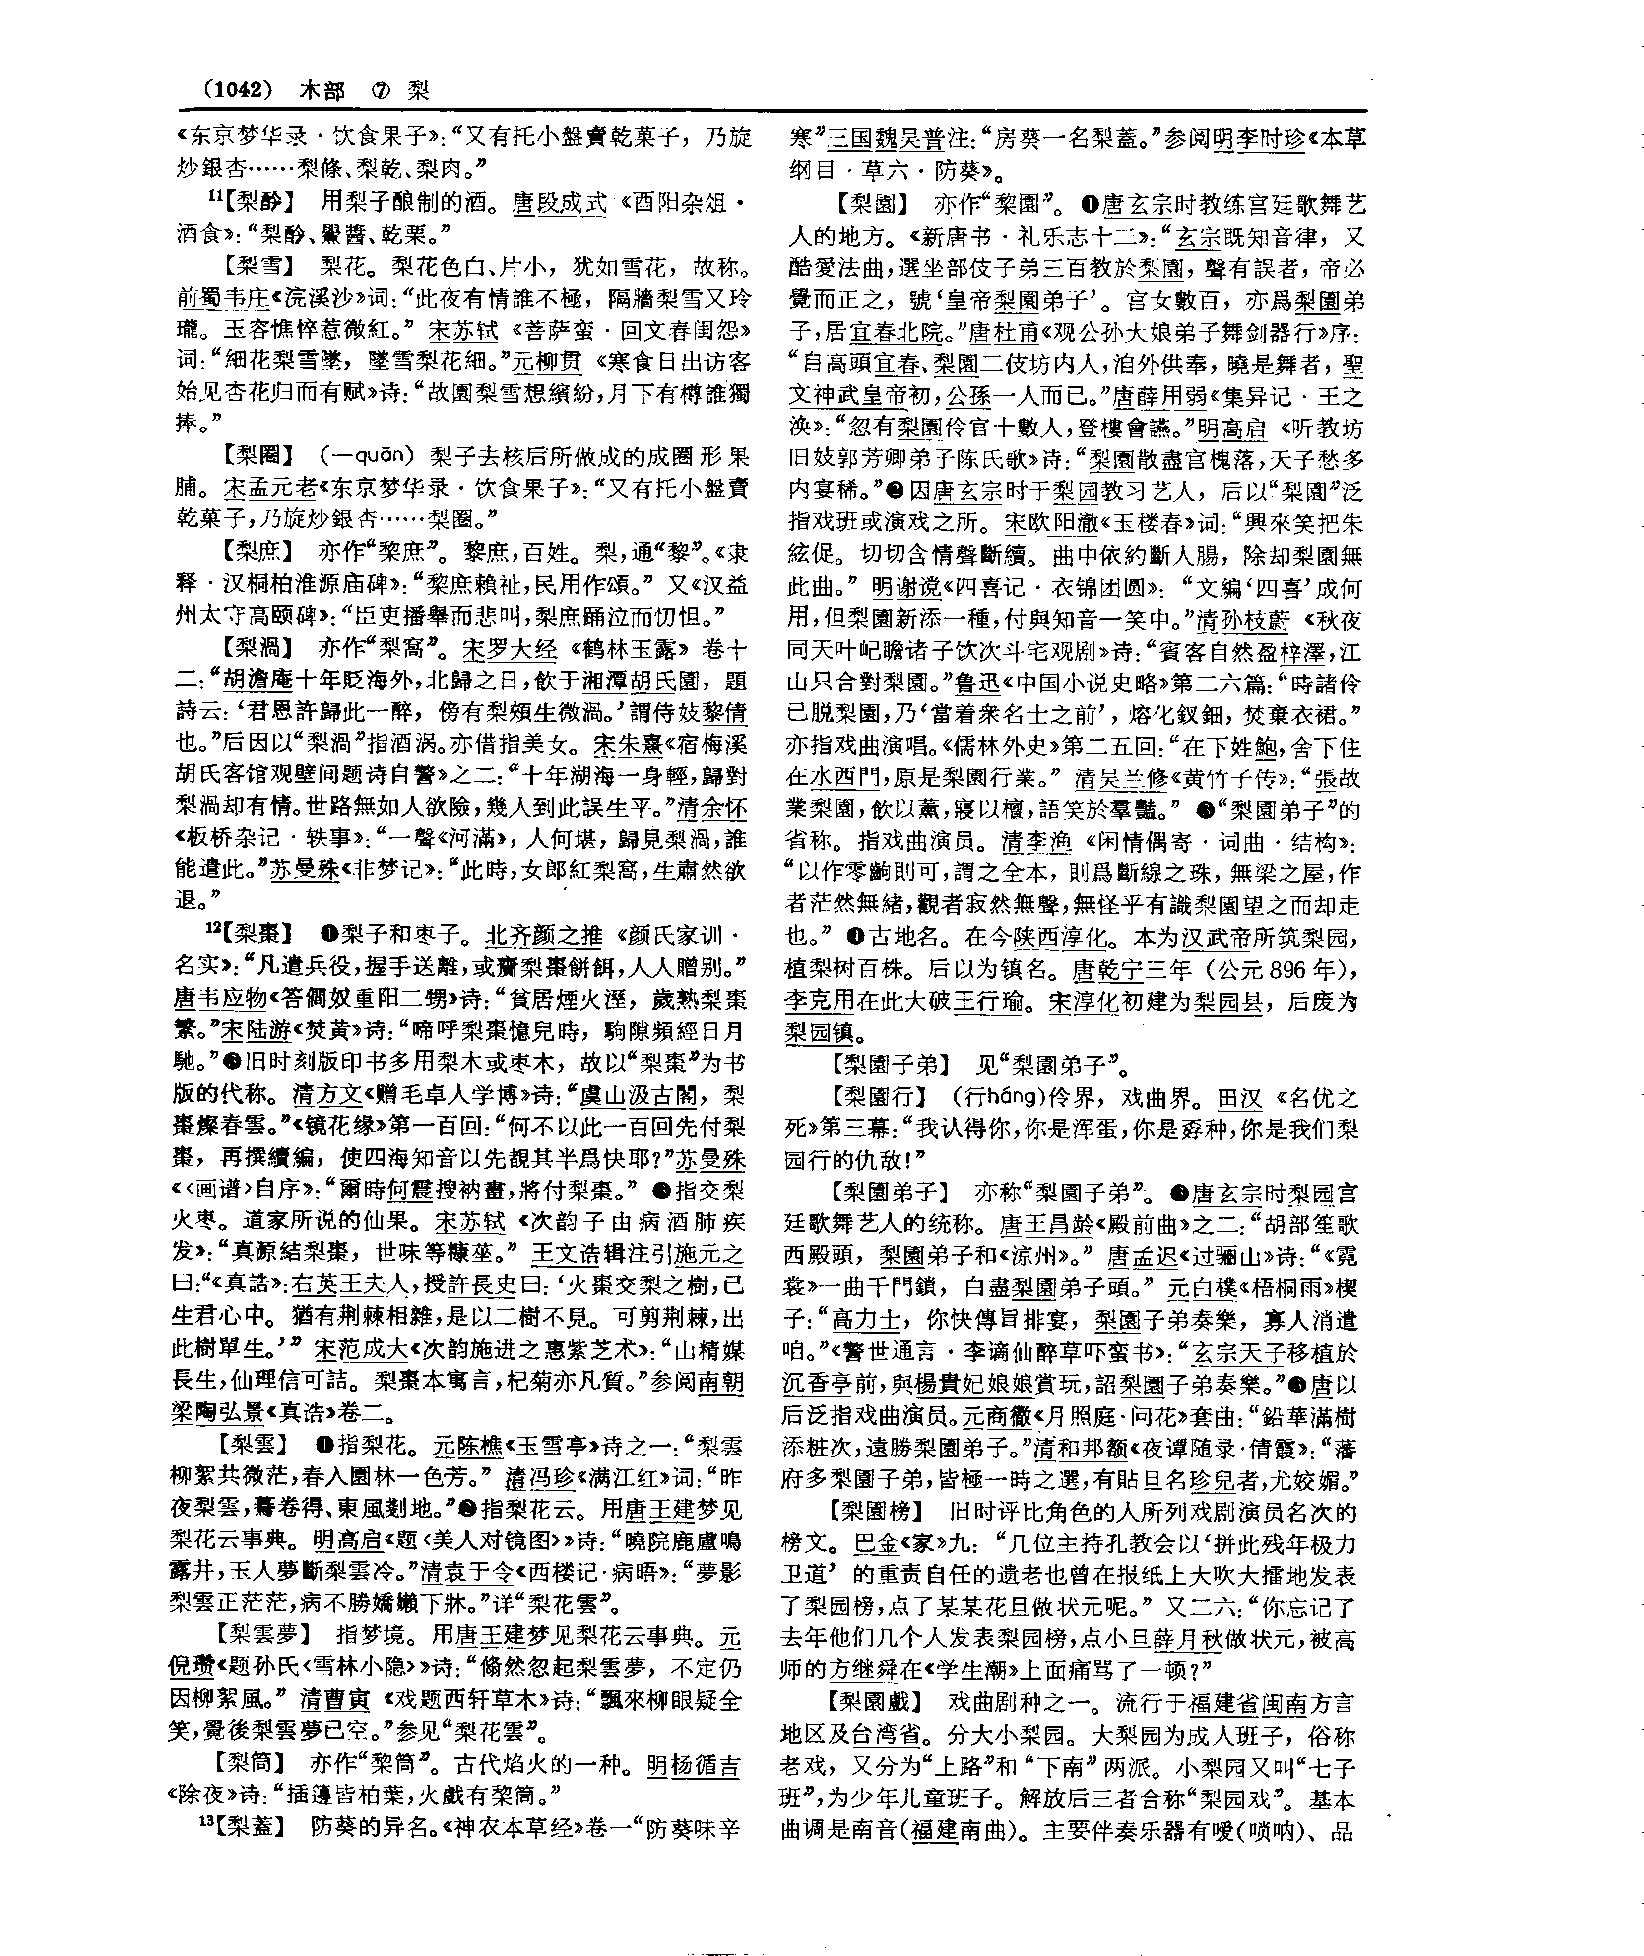 (1042) 木部 ⑦ 梨
《东京梦华录·饮食果子》：“又有托小盤賣乾菓子，乃旋
炒銀杏……梨條、梨乾、梨肉。”
11【梨酚】 用梨子酿制的酒。唐段成式《酉阳杂俎·
酒食》：“梨酚、鱟醬、乾栗。”
【梨雪】 梨花。梨花色白、片小，犹如雪花，故称。
前蜀韦庄《浣溪沙》词：“此夜有情誰不極，隔牆梨雪又玲
瓏。玉容憔悴惹微紅。” 宋苏轼《菩萨蛮·回文春闺怨》
词：“細花梨雪墜，墜雪梨花細。”元柳贯《寒食日出访客
始见杏花归而有赋》诗：“故園梨雪想繽紛，月下有樽誰獨
捧。”
【梨圈】 （—quān）梨子去核后所做成的成圈形果
脯。宋孟元老《东京梦华录·饮食果子》：“又有托小盤賣
乾菓子，乃旋炒銀杏……梨圈。”
【梨庶】 亦作“棃庶”。黎庶，百姓。梨，通“黎”。《隶
释·汉桐柏淮源庙碑》：“棃庶賴祉，民用作頌。” 又《汉益
州太守高颐碑》：“臣吏播舉而悲叫，梨庶踊泣而忉怛。”
【梨渦】 亦作“梨窩”。宋罗大经《鹤林玉露》卷十
二：“胡澹庵十年貶海外，北歸之日，飲于湘潭胡氏園，題
詩云：‘君恩許歸此一醉，傍有梨頰生微渦。’謂侍妓黎倩
也。”后因以“梨渦”指酒涡。亦借指美女。宋朱熹《宿梅溪
胡氏客馆观壁间题诗自警》之二：“十年湖海一身輕，歸對
梨渦却有情。世路無如人欲險，幾人到此誤生平。”清余怀
《板桥杂记·轶事》：“一聲《河滿》，人何堪，歸見梨渦，誰
能遣此。”苏曼殊《非梦记》：“此時，女郎紅梨窩，生肅然欲
退。”
12【梨棗】 ❶梨子和枣子。北齐颜之推《颜氏家训·
名实》：“凡遣兵役，握手送離，或齎梨棗餅餌，人人贈别。”
唐韦应物《答僴奴重阳二甥》诗：“貧居煙火溼，歲熟梨棗
繁。”宋陆游《焚黄》诗：“啼呼梨棗憶兒時，駒隙頻經日月
馳。”❷旧时刻版印书多用梨木或枣木，故以“梨棗”为书
版的代称。清方文《赠毛卓人学博》诗：“虞山汲古閣，梨
棗燦春雲。”《镜花缘》第一百回：“何不以此一百回先付梨
棗，再撰續編，使四海知音以先覩其半爲快耶？”苏曼殊
《〈画谱〉自序》：“爾時何震搜衲畫，將付梨棗。” ❸指交梨
火枣。道家所说的仙果。宋苏轼《次韵子由病酒肺疾
发》：“真源結梨棗，世味等糠莝。” 王文诰辑注引施元之
曰：“《真誥》：右英王夫人，授許長史曰：‘火棗交梨之樹，已
生君心中。猶有荆棘相雜，是以二樹不見。可剪荆棘，出
此樹單生。’” 宋范成大《次韵施进之惠紫芝术》：“山精媒
長生，仙理信可詰。梨棗本寓言，杞菊亦凡質。”参阅南朝
梁陶弘景《真诰》卷二。
【梨雲】 ❶指梨花。元陈樵《玉雪亭》诗之一：“梨雲
柳絮共微茫，春入園林一色芳。” 清冯珍《满江红》词：“昨
夜梨雲，驀卷得、東風剗地。”❷指梨花云。用唐王建梦见
梨花云事典。明高启《题〈美人对镜图〉》诗：“曉院鹿盧鳴
露井，玉人夢斷梨雲冷。”清袁于令《西楼记·病晤》：“夢影
梨雲正茫茫，病不勝嬌嬾下牀。”详“梨花雲”。
【梨雲夢】 指梦境。用唐王建梦见梨花云事典。元
倪瓒《题孙氏〈雪林小隐〉》诗：“翛然忽起梨雲夢，不定仍
因柳絮風。” 清曹寅《戏题西轩草木》诗：“飄來柳眼疑全
笑，覺後梨雲夢已空。”参见“梨花雲”。
【梨筒】 亦作“棃筒”。古代焰火的一种。明杨循吉
《除夜》诗：“插簷皆柏葉，火戲有棃筒。”
13【梨蓋】 防葵的异名。《神农本草经》卷一“防葵味辛
寒”三国魏吴普注：“房葵一名梨蓋。”参阅明李时珍《本草
纲目·草六·防葵》。
【梨園】 亦作“棃園”。❶唐玄宗时教练宫廷歌舞艺
人的地方。《新唐书·礼乐志十二》：“玄宗既知音律，又
酷愛法曲，選坐部伎子弟三百教於梨園，聲有誤者，帝必
覺而正之，號‘皇帝梨園弟子’。宫女數百，亦爲梨園弟
子，居宜春北院。”唐杜甫《观公孙大娘弟子舞剑器行》序：
“自高頭宜春、梨園二伎坊内人，洎外供奉，曉是舞者，聖
文神武皇帝初，公孫一人而已。”唐薛用弱《集异记·王之
涣》：“忽有梨園伶官十數人，登樓會讌。”明高启《听教坊
旧妓郭芳卿弟子陈氏歌》诗：“梨園散盡宫槐落，天子愁多
内宴稀。”❷因唐玄宗时于梨园教习艺人，后以“梨園”泛
指戏班或演戏之所。宋欧阳澈《玉楼春》词：“興來笑把朱
絃促。切切含情聲斷續。曲中依約斷人腸，除却梨園無
此曲。” 明谢谠《四喜记·衣锦团圆》：“文编‘四喜’成何
用，但梨園新添一種，付與知音一笑中。”清孙枝蔚《秋夜
同天叶屺瞻诸子饮次斗宅观剧》诗：“賓客自然盈梓澤，江
山只合對梨園。”鲁迅《中国小说史略》第二六篇：“時諸伶
已脱梨園，乃‘當着衆名士之前’，熔化釵鈿，焚棄衣裙。”
亦指戏曲演唱。《儒林外史》第二五回：“在下姓鮑，舍下住
在水西門，原是梨園行業。” 清吴兰修《黄竹子传》：“張故
業梨園，飲以薰，寢以檀，語笑於羣豔。” ❸“梨園弟子”的
省称。指戏曲演员。清李渔《闲情偶寄·词曲·结构》：
“以作零齣則可，謂之全本，則爲斷線之珠，無梁之屋，作
者茫然無緒，觀者寂然無聲，無怪乎有識梨園望之而却走
也。” ❹古地名。在今陕西淳化。本为汉武帝所筑梨园，
植梨树百株。后以为镇名。唐乾宁三年（公元896年），
李克用在此大破王行瑜。宋淳化初建为梨园县，后废为
梨园镇。
【梨園子弟】 见“梨園弟子”。
【梨園行】 （行háng）伶界，戏曲界。田汉《名优之
死》第三幕：“我认得你，你是浑蛋，你是孬种，你是我们梨
园行的仇敌！”
【梨園弟子】 亦称“梨園子弟”。❶唐玄宗时梨园宫
廷歌舞艺人的统称。唐王昌龄《殿前曲》之二：“胡部笙歌
西殿頭，梨園弟子和《涼州》。” 唐孟迟《过骊山》诗：“《霓
裳》一曲千門鎖，白盡梨園弟子頭。” 元白樸《梧桐雨》楔
子：“高力士，你快傳旨排宴，梨園子弟奏樂，寡人消遣
咱。”《警世通言·李谪仙醉草吓蛮书》：“玄宗天子移植於
沉香亭前，與楊貴妃娘娘賞玩，詔梨園子弟奏樂。”❷唐以
后泛指戏曲演员。元商衟《月照庭·问花》套曲：“鉛華滿樹
添粧次，遠勝梨園弟子。”清和邦额《夜谭随录·倩霞》：“藩
府多梨園子弟，皆極一時之選，有貼旦名珍兒者，尤姣媚。”
【梨園榜】 旧时评比角色的人所列戏剧演员名次的
榜文。巴金《家》九：“几位主持孔教会以‘拼此残年极力
卫道’的重责自任的遗老也曾在报纸上大吹大擂地发表
了梨园榜，点了某某花旦做状元呢。” 又二六：“你忘记了
去年他们几个人发表梨园榜，点小旦薛月秋做状元，被高
师的方继舜在《学生潮》上面痛骂了一顿？”
【梨園戲】 戏曲剧种之一。流行于福建省闽南方言
地区及台湾省。分大小梨园。大梨园为成人班子，俗称
老戏，又分为“上路”和“下南”两派。小梨园又叫“七子
班”，为少年儿童班子。解放后三者合称“梨园戏”。基本
曲调是南音（福建南曲）。主要伴奏乐器有嗳（唢呐）、品